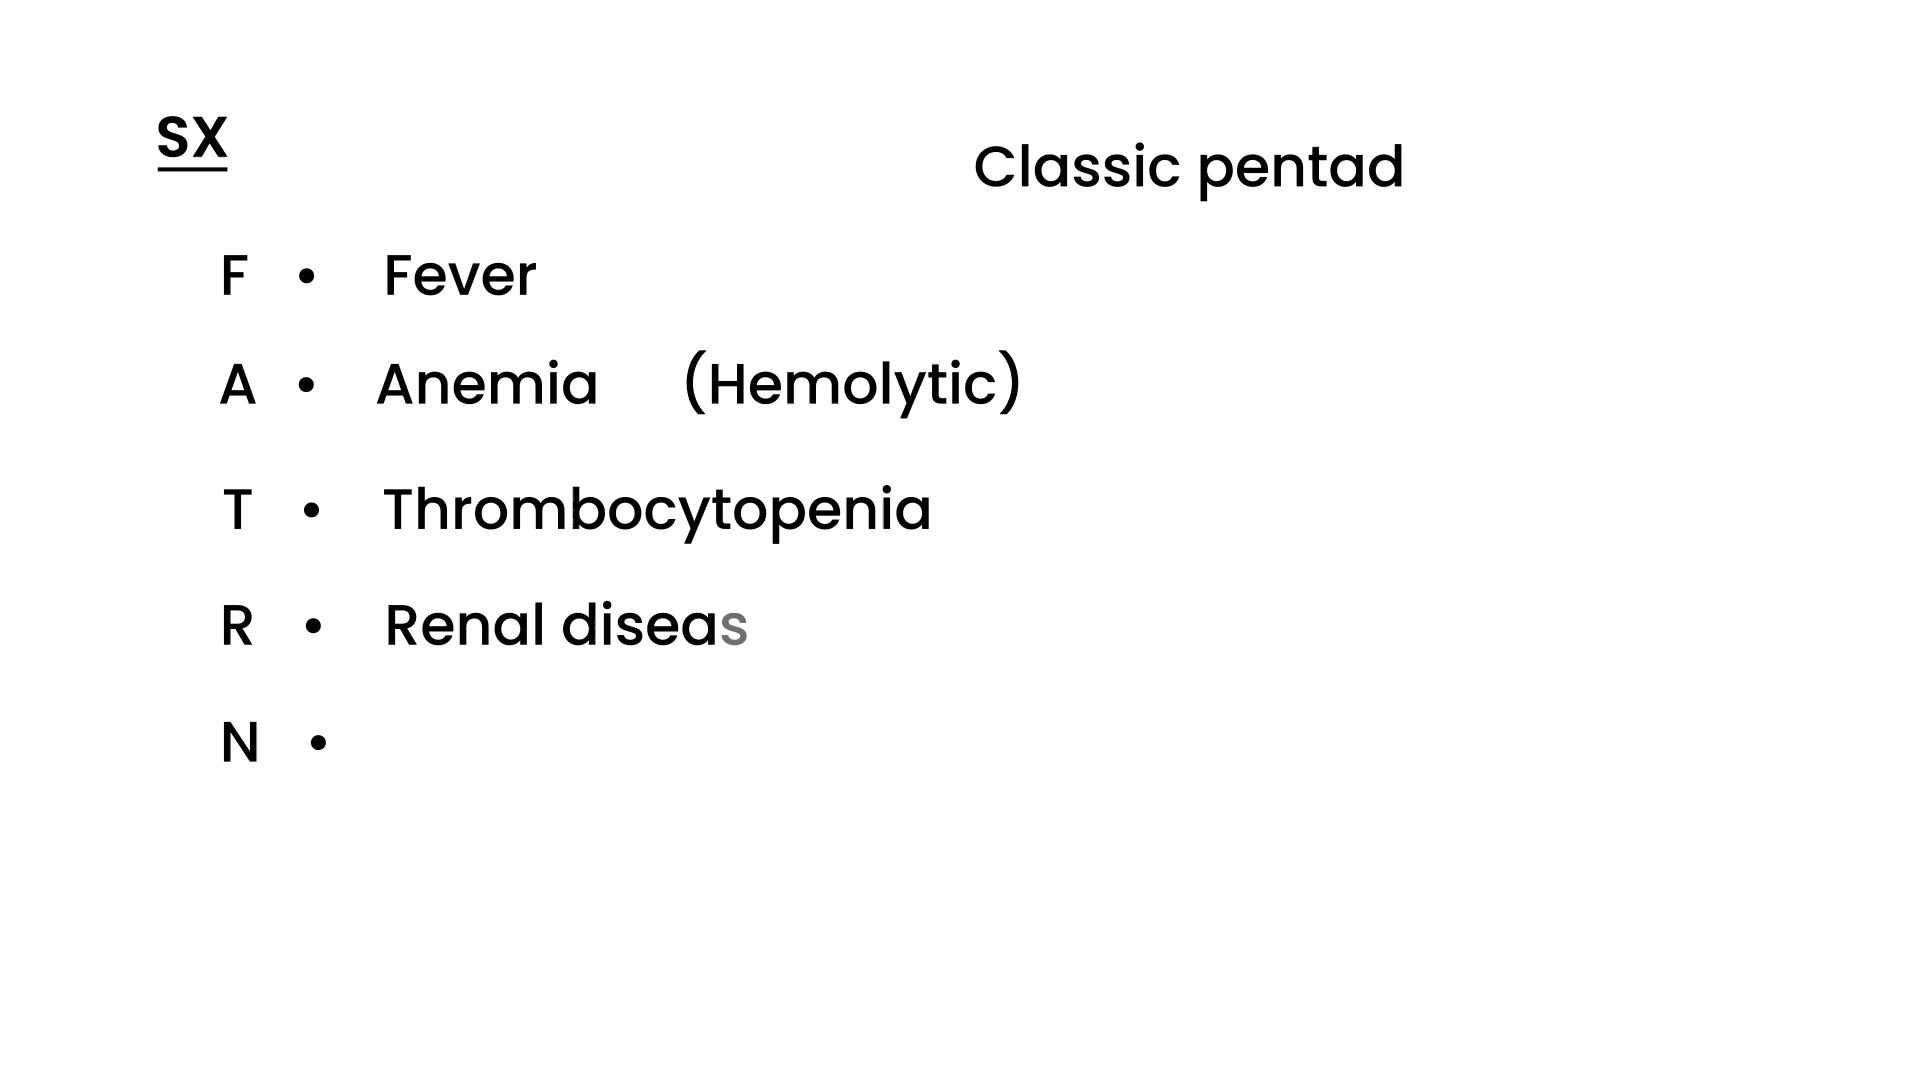 SX
Classic pentad
F • Fever
A • Anemia (Hemolytic)
T • Thrombocytopenia
R • Renal diseas
N •